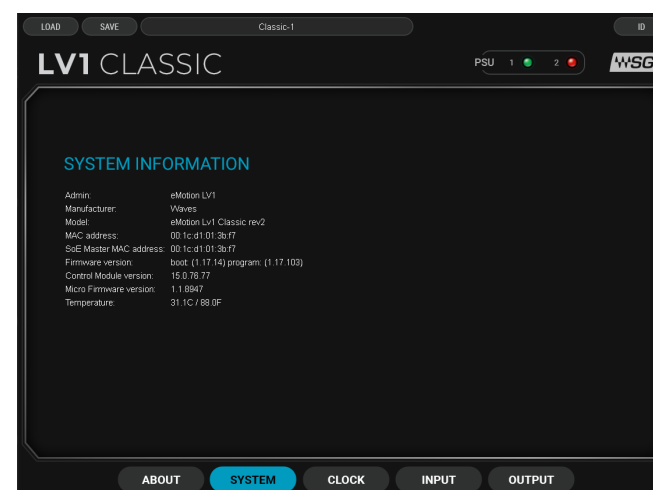 LOAD SAVE Classic-1 ID
LV1 CLASSIC PSU 1 2 WSG
SYSTEM INFORMATION
Admin: eMotion LV1
Manufacturer: Waves
Model: eMotion Lv1 Classic rev2
MAC address: 00:1c:d1:01:3b:f7
SoE Master MAC address: 00:1c:d1:01:3b:f7
Firmware version: boot: (1.17.14) program: (1.17.103)
Control Module version: 15.0.76.77
Micro Firmware version: 1.1.8947
Temperature: 31.1C / 88.0F
ABOUT SYSTEM CLOCK INPUT OUTPUT